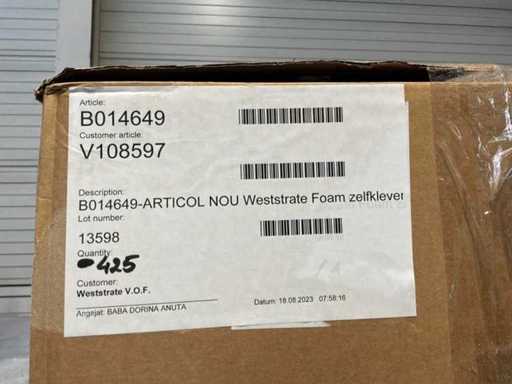 Article:
B014649
Customer article:
V108597
Description:
B014649-ARTICOL NOU Weststrate Foam zelfklever
Lot number:
13598
Quantity
425
Customer:
Weststrate V.O.F.
Angajat: BABA DORINA ANUTA
Datum: 18.08.2023 07:58:16